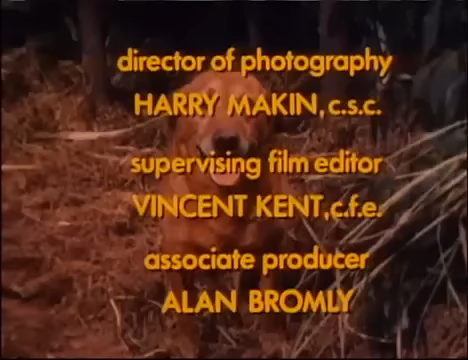 director of photography
HARRY MAKIN, c.s.c.
supervising film editor
VINCENT KENT, c.f.e.
associate producer
ALAN BROMLY